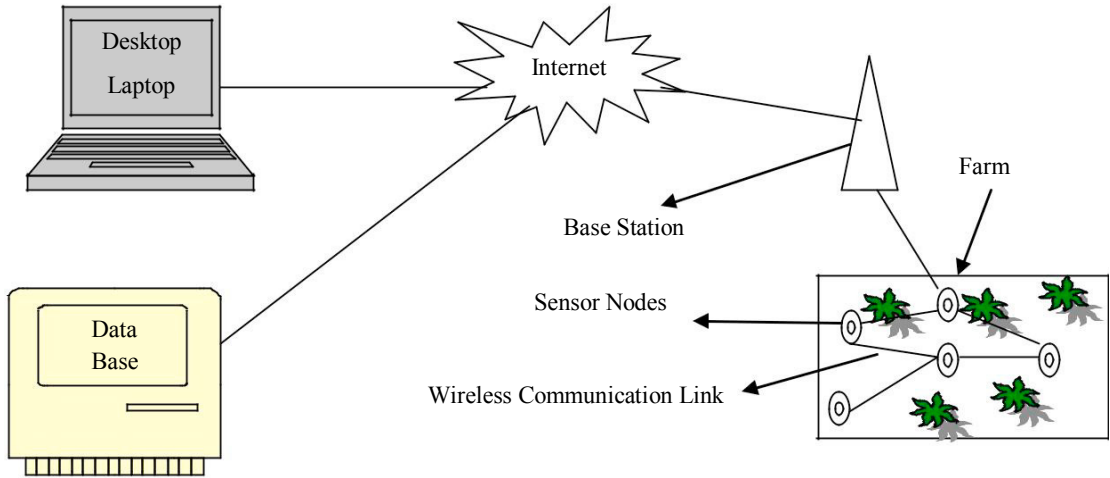 Desktop
Laptop
Internet
Farm
Base Station
Sensor Nodes
Data
Base
Wireless Communication Link